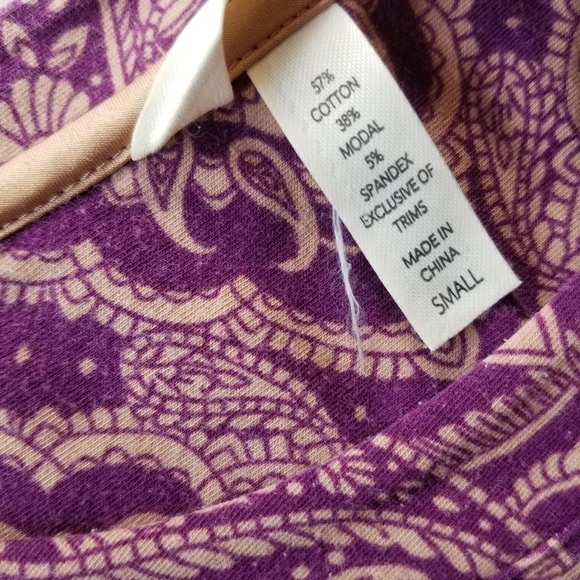 57%
COTTON
38%
MODAL
5%
SPANDEX
EXCLUSIVE OF
TRIMS
MADE IN
CHINA
SMALL